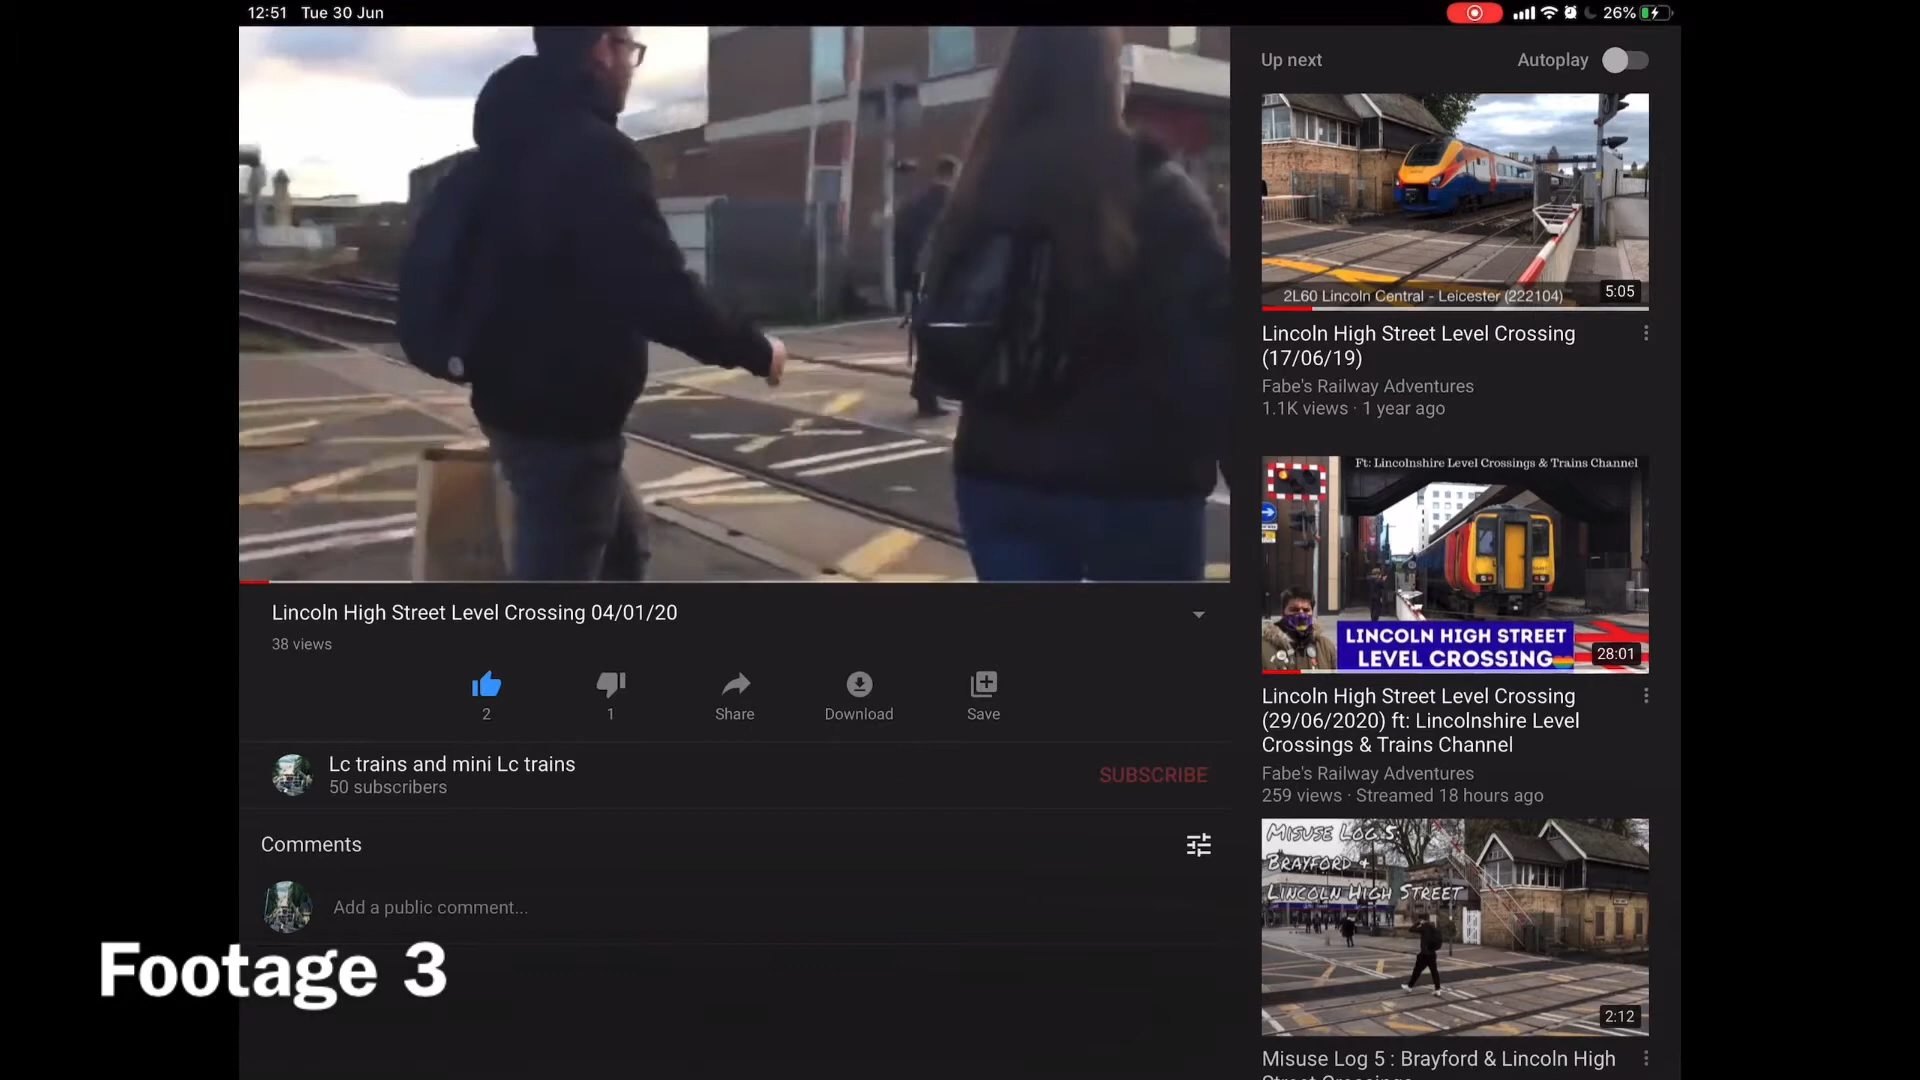 12:51 Tue 30 Jun
26%
Up next
Autoplay
2L60 Lincoln Central - Leicester (222104)
5:05
Lincoln High Street Level Crossing
(17/06/19)
Fabe's Railway Adventures
1.1K views · 1 year ago
Ft: Lincolnshire Level Crossings & Trains Channel
LINCOLN HIGH STREET
LEVEL CROSSING
28:01
Lincoln High Street Level Crossing
(29/06/2020) ft: Lincolnshire Level
Crossings & Trains Channel
Fabe's Railway Adventures
259 views · Streamed 18 hours ago
Misuse Log 5:
Brayford +
Lincoln High Street
2:12
Misuse Log 5 : Brayford & Lincoln High
Lincoln High Street Level Crossing 04/01/20
38 views
2
1
Share
Download
Save
Lc trains and mini Lc trains
50 subscribers
SUBSCRIBE
Comments
Add a public comment...
Footage 3